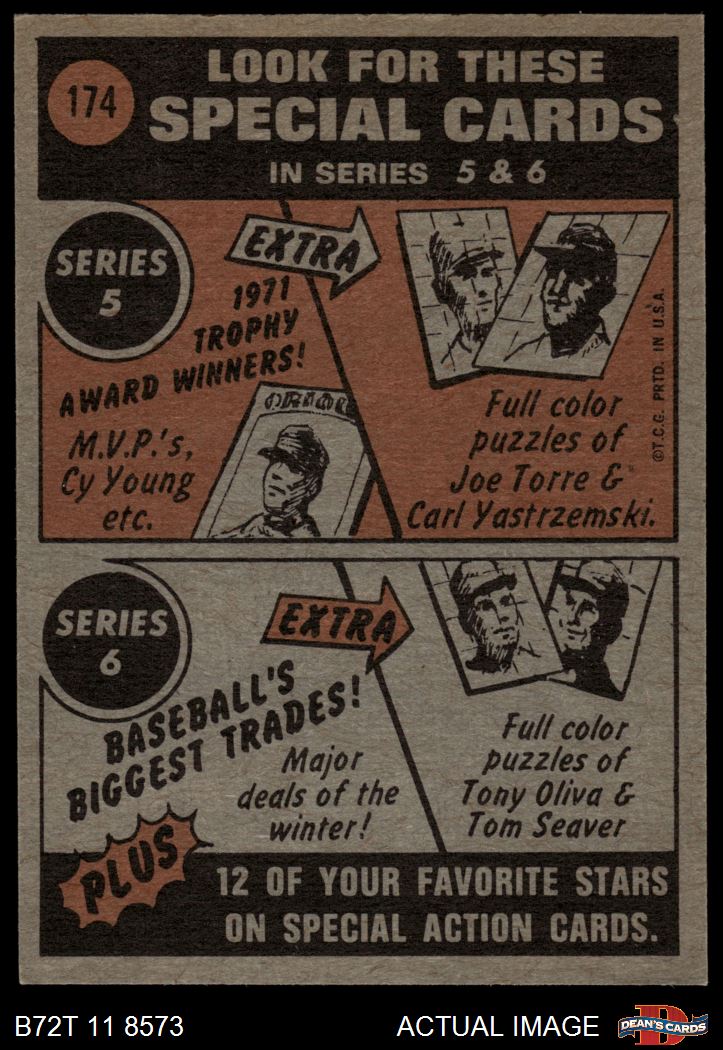 174
LOOK FOR THESE
SPECIAL CARDS
IN SERIES 5 & 6
SERIES
5
EXTRA
1971
TROPHY
AWARD WINNERS!
M.V.P.'s,
Cy Young
etc.
ORIOLE
Full color
puzzles of
Joe Torre &
Carl Yastrzemski.
©T.C.G. PRTD. IN U.S.A.
SERIES
6
EXTRA
BASEBALL'S
BIGGEST TRADES!
Major
deals of the
winter!
Full color
puzzles of
Tony Oliva &
Tom Seaver
PLUS
12 OF YOUR FAVORITE STARS
ON SPECIAL ACTION CARDS.
B72T 11 8573
ACTUAL IMAGE
D
DEAN'S CARDS